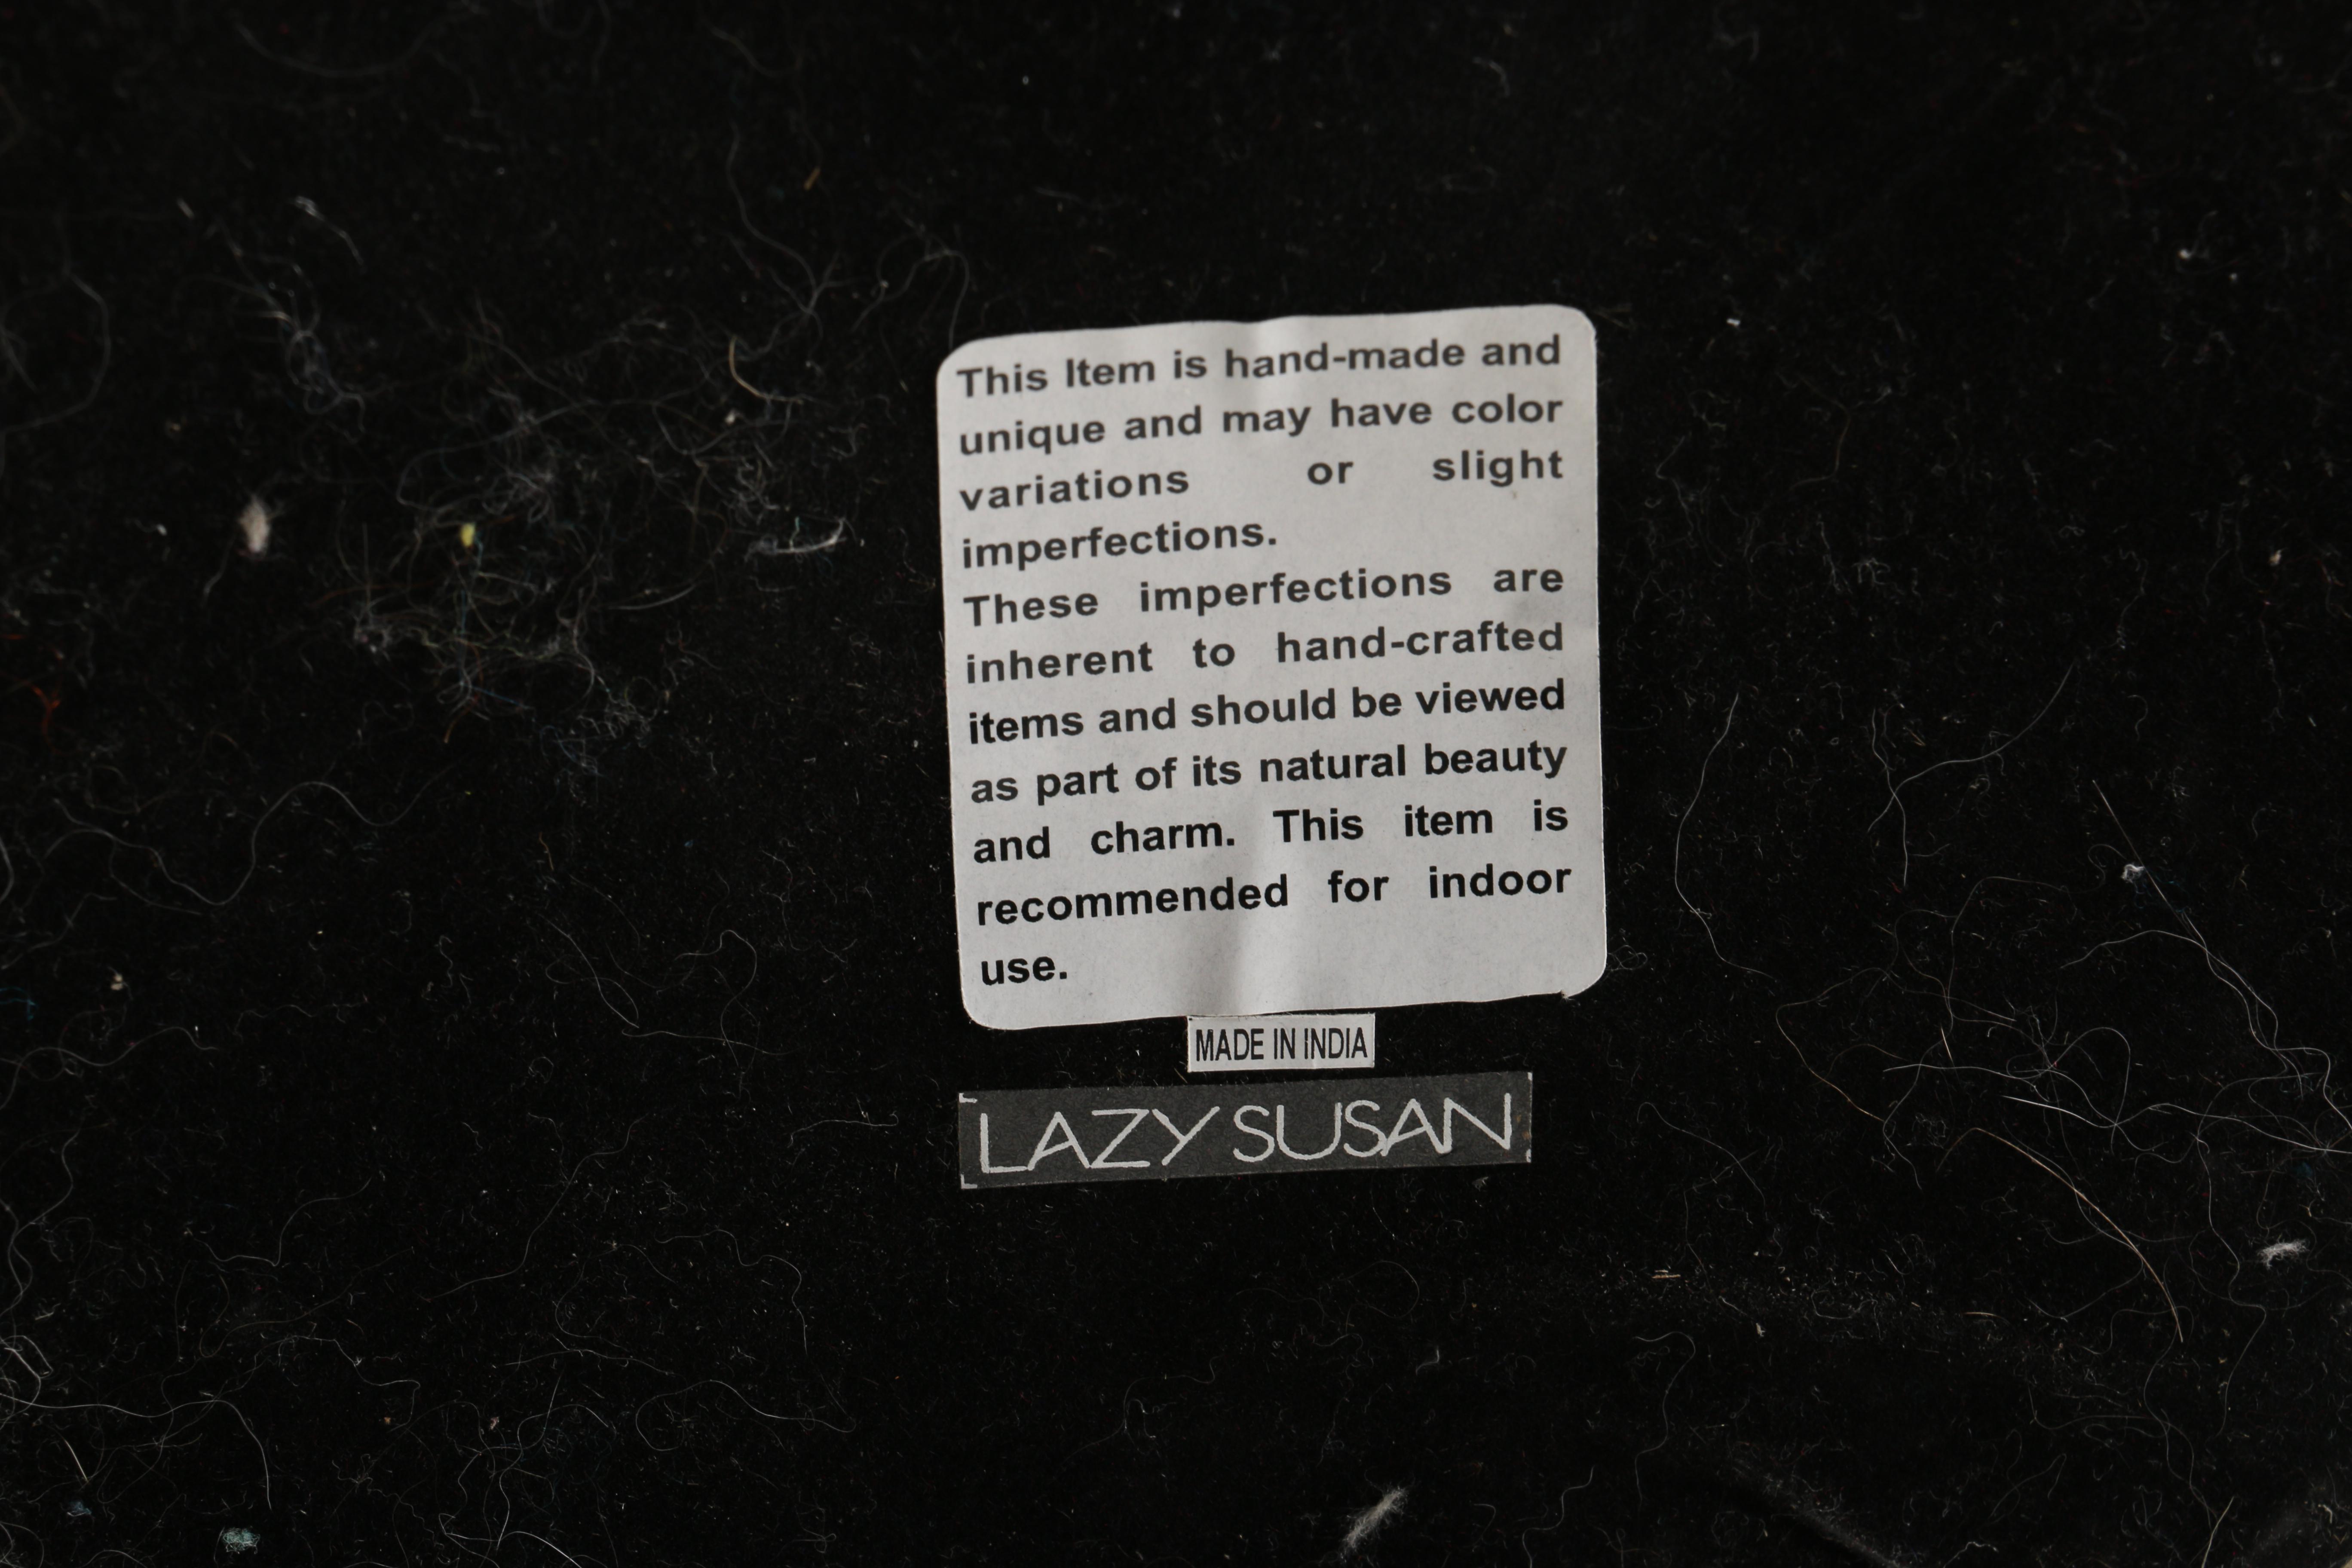 This Item is hand-made and
unique and may have color
variations or slight
imperfections.
These imperfections are
inherent to hand-crafted
items and should be viewed
as part of its natural beauty
and charm. This item is
recommended for indoor
use.
MADE IN INDIA
LAZY SUSAN